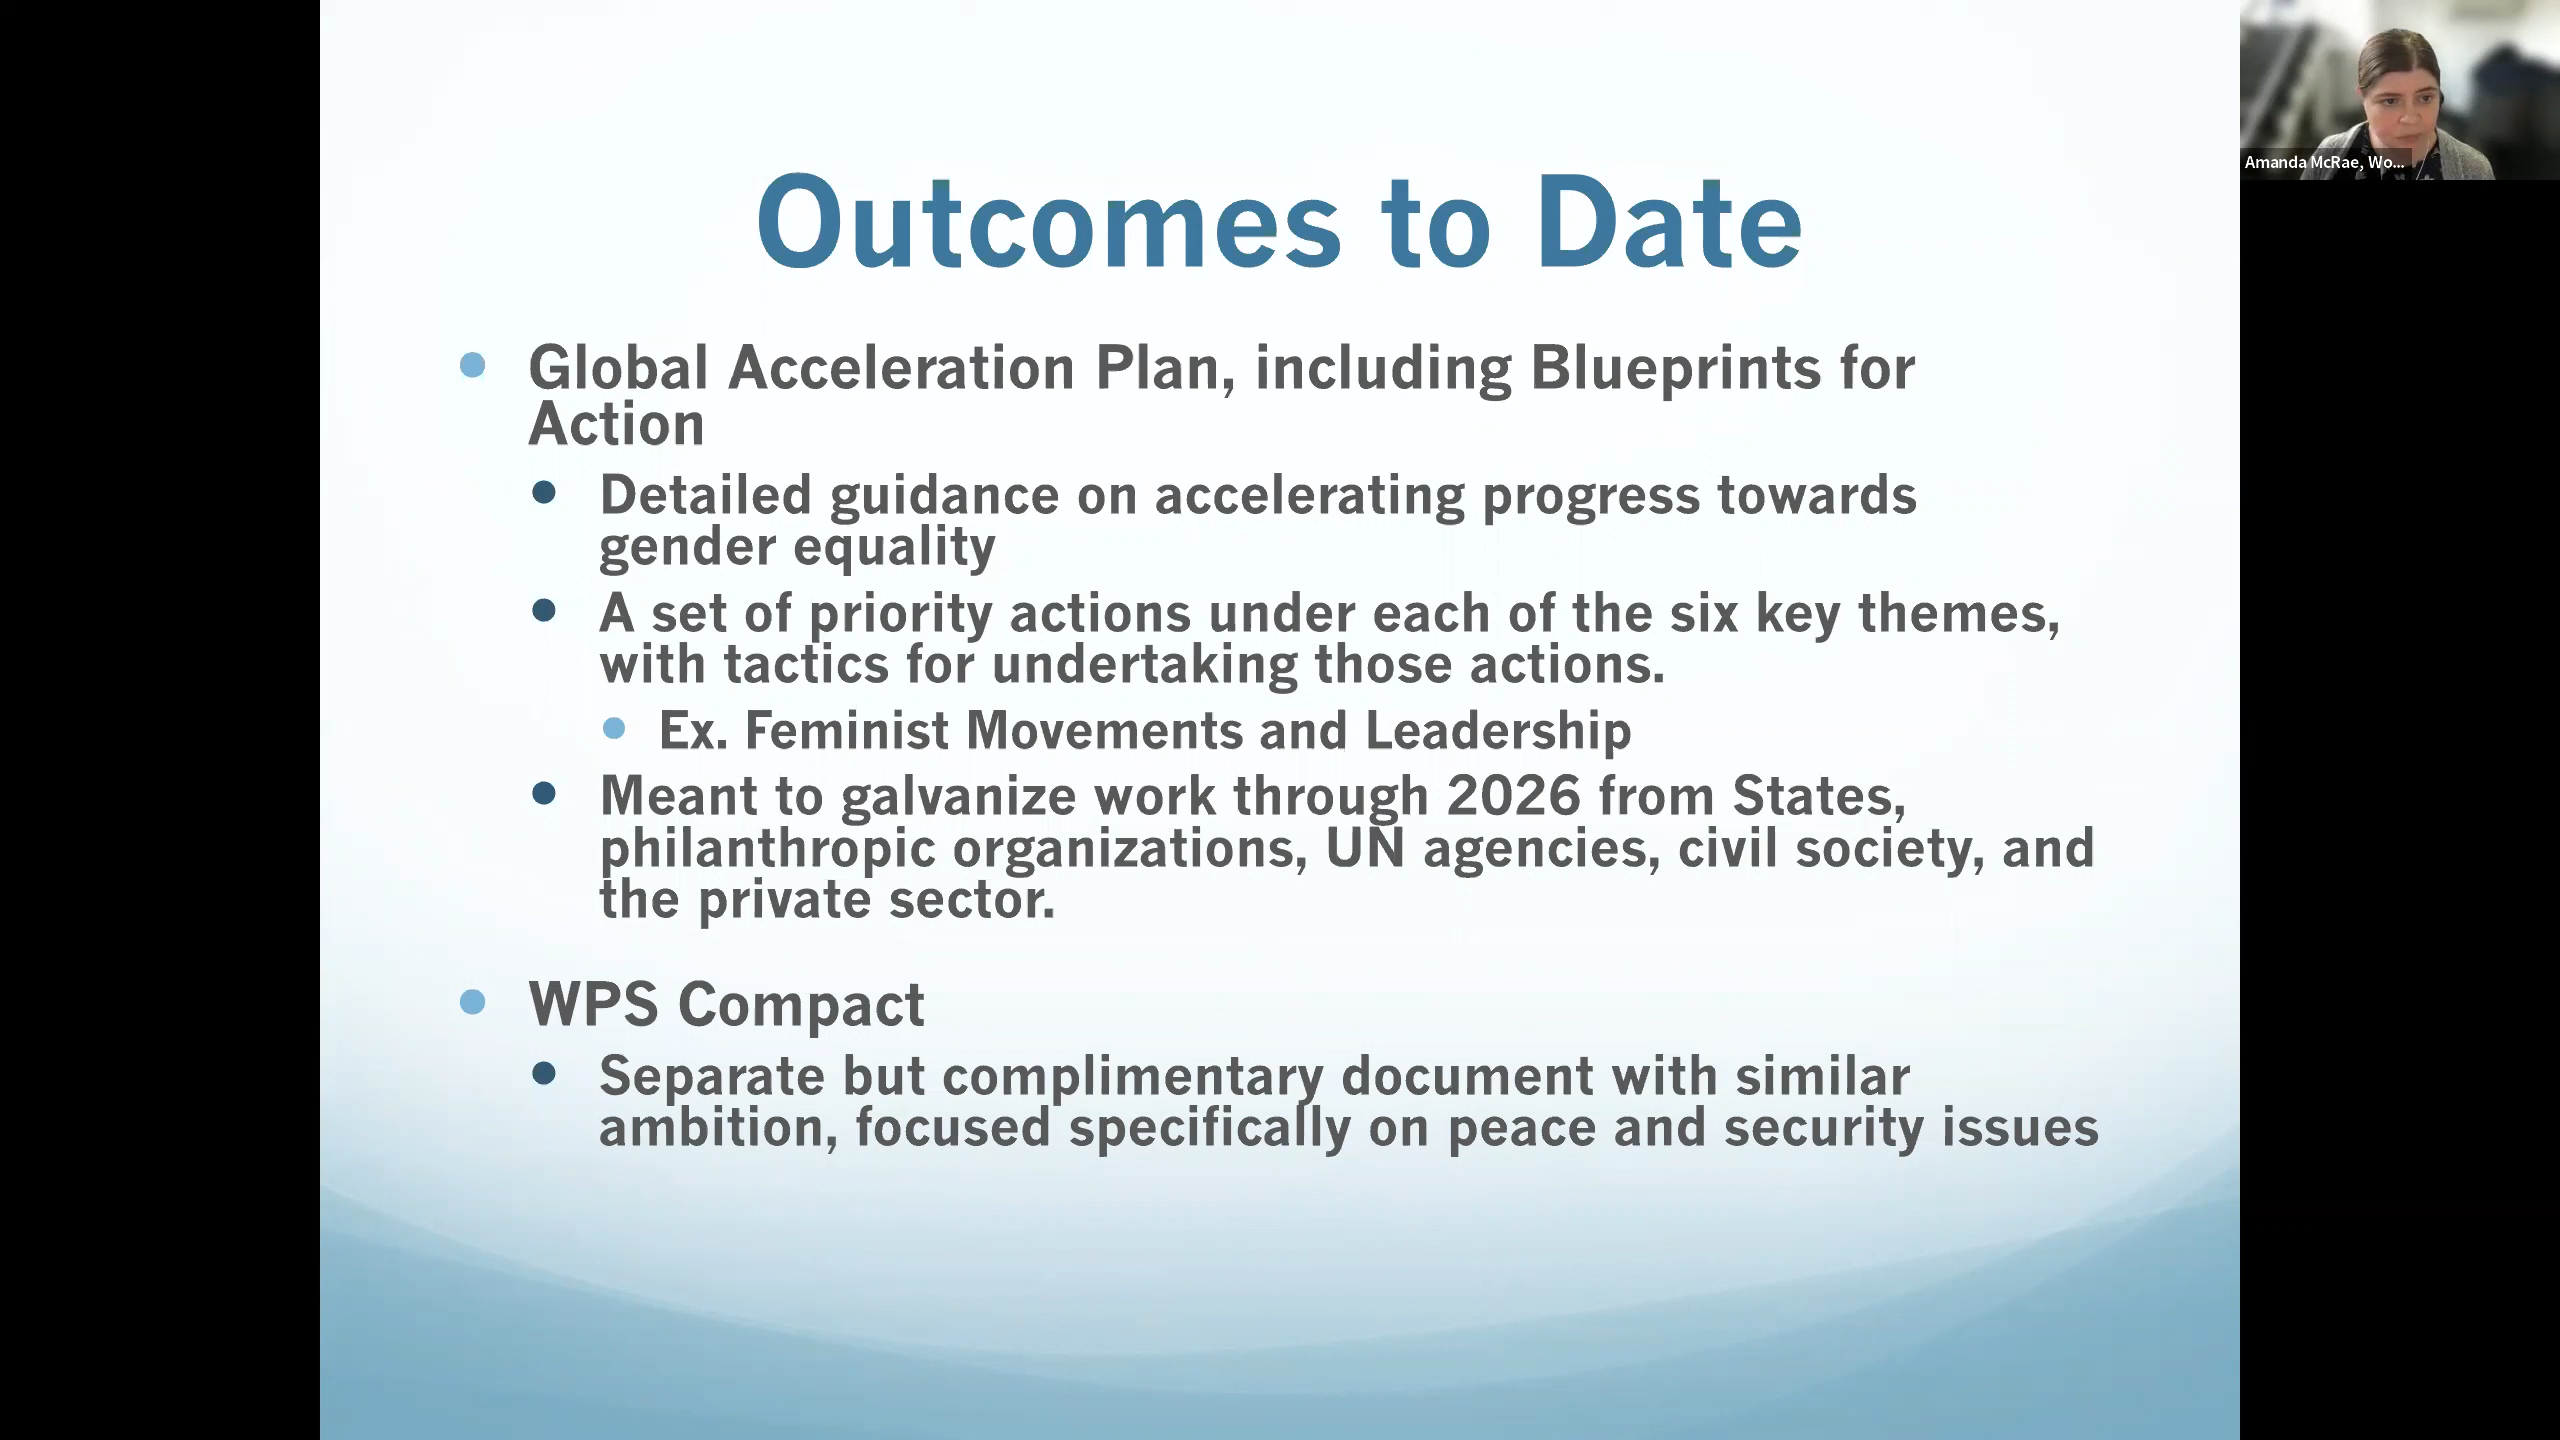 Outcomes to Date
Global Acceleration Plan, including Blueprints for
Action
Detailed guidance on accelerating progress towards
gender equality
A set of priority actions under each of the six key themes,
with tactics for undertaking those actions.
Ex. Feminist Movements and Leadership
Meant to galvanize work through 2026 from States,
philanthropic organizations, UN agencies, civil society, and
the private sector.
WPS Compact
Separate but complimentary document with similar
ambition, focused specifically on peace and security issues
Amanda McRae, Wo...